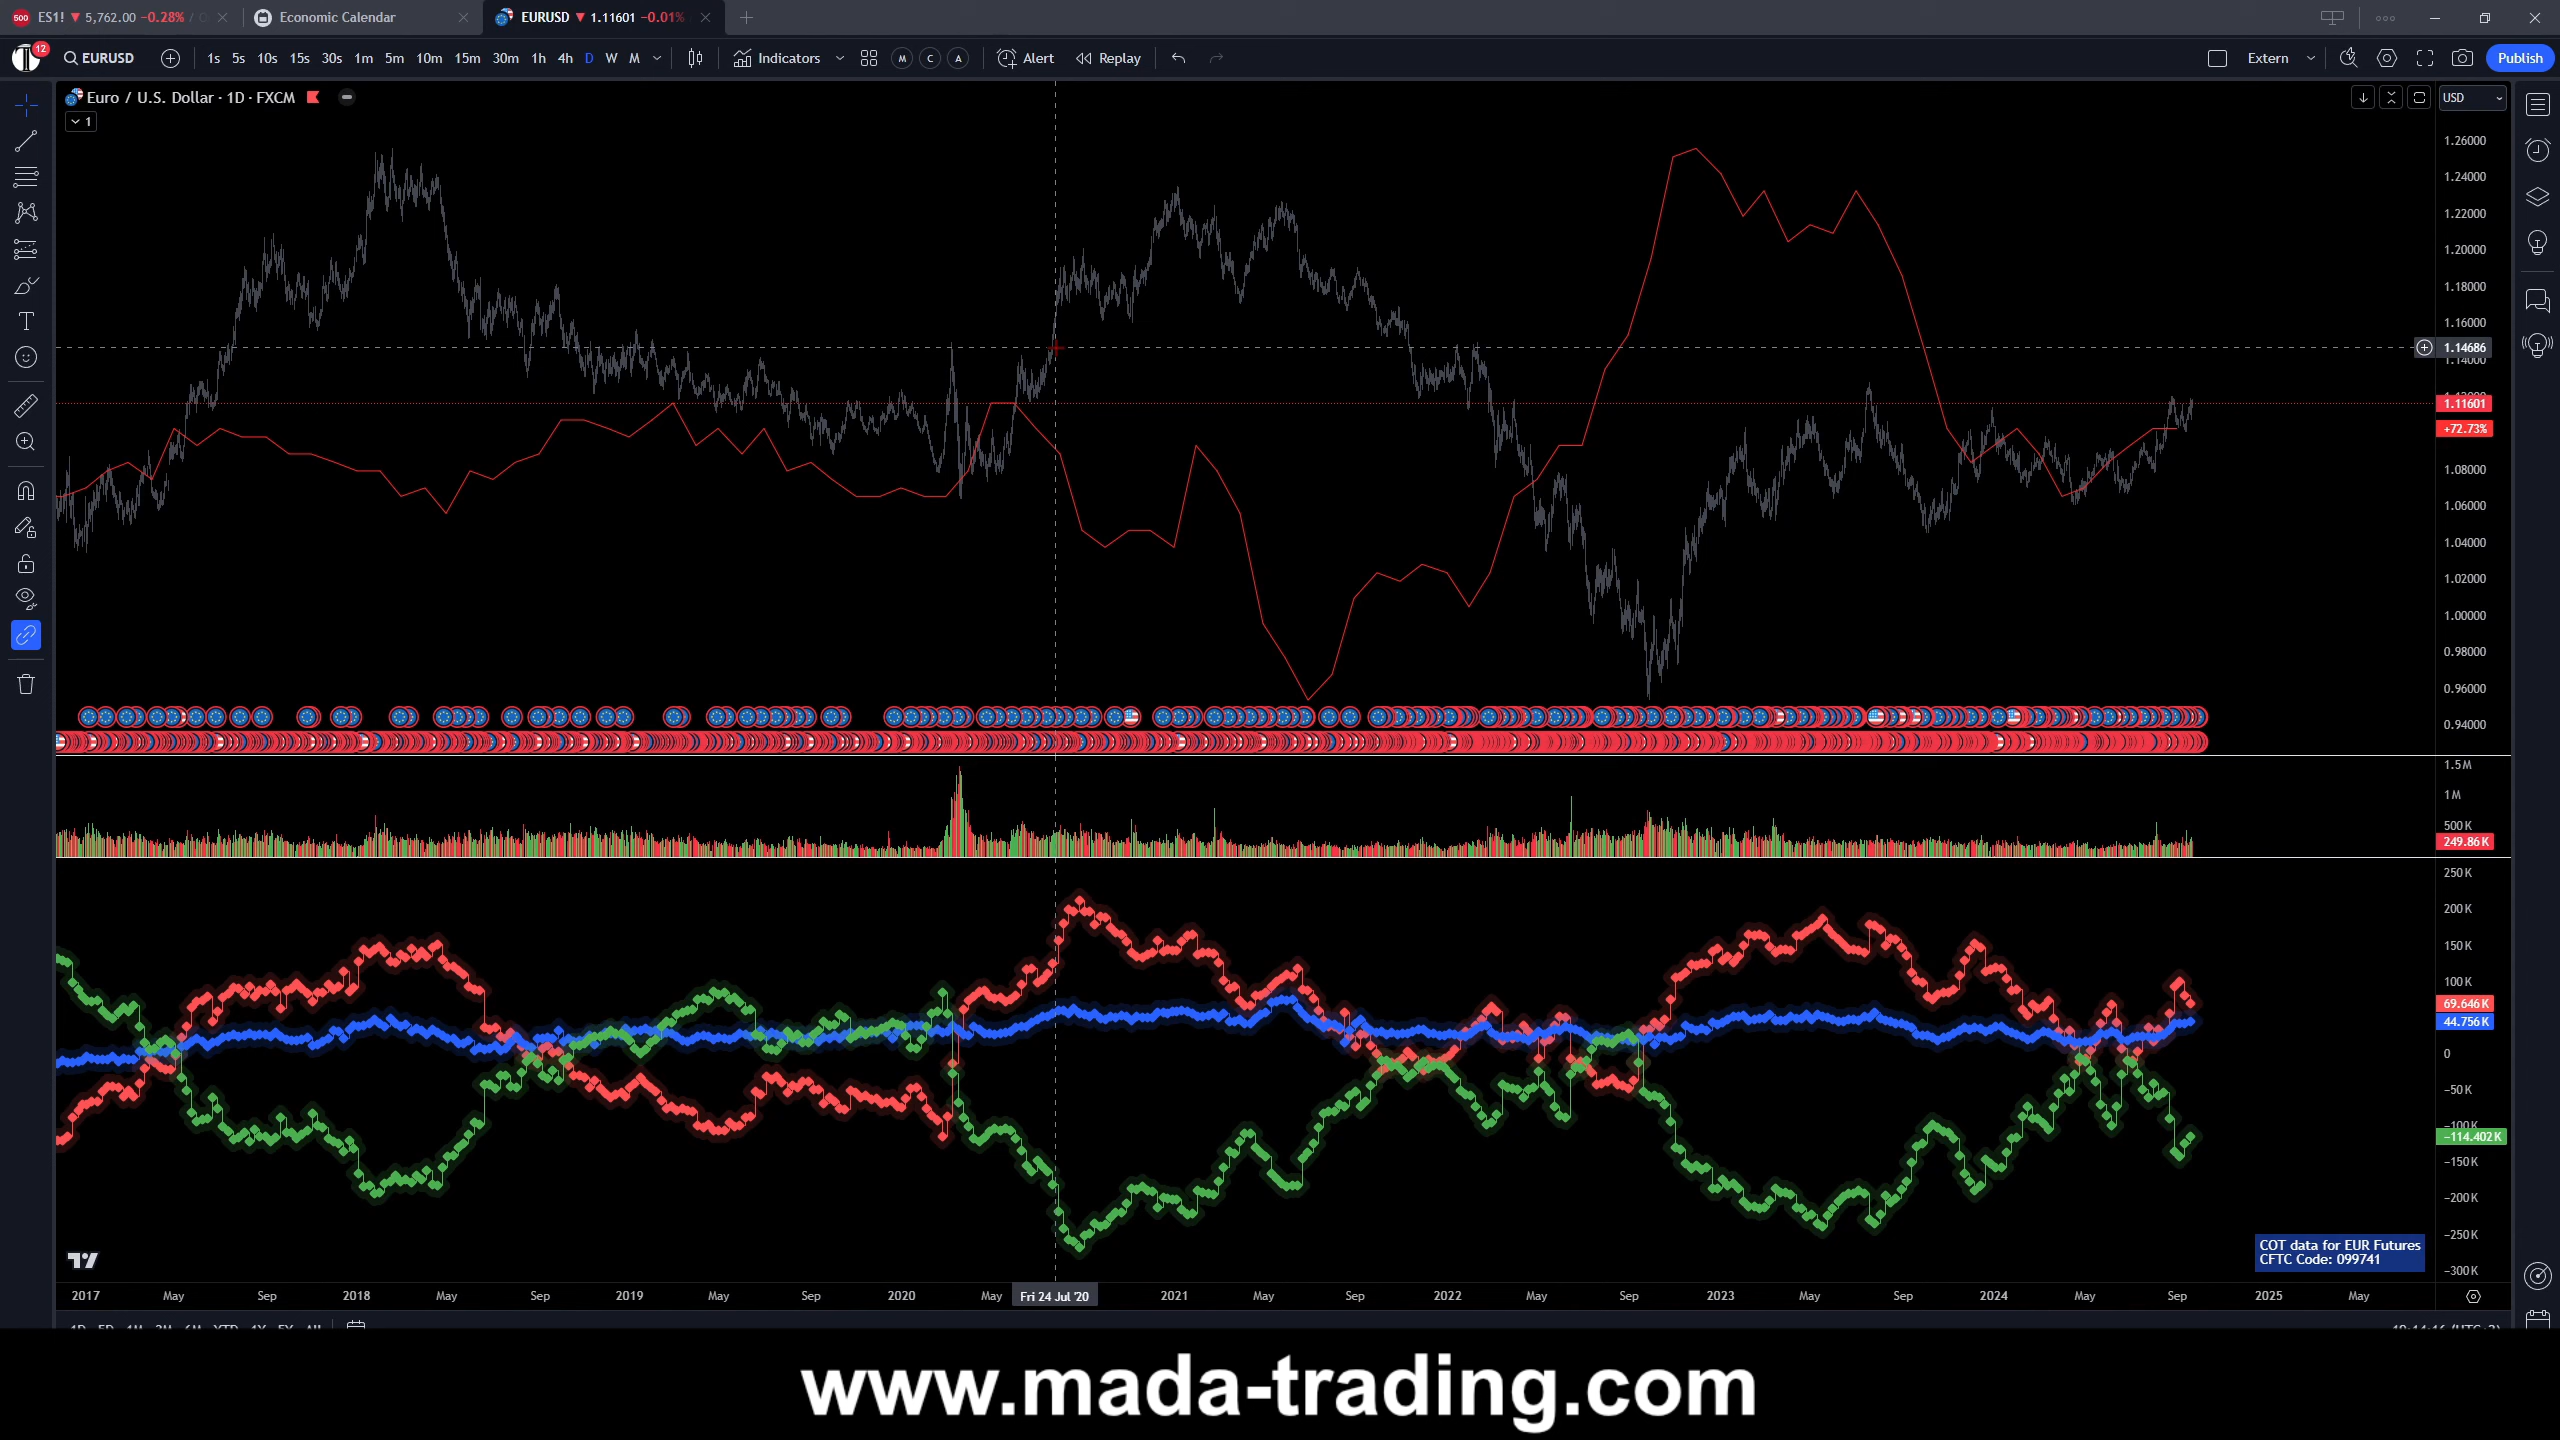 500 ES1! ▼ 5,762.00 −0.28% /
Economic Calendar
EURUSD ▼ 1.11601 −0.01%
12
EURUSD
1s 5s 10s 15s 30s 1m 5m 10m 15m 30m 1h 4h D W M
Indicators
M C A
Alert
Replay
Extern
Publish
Euro / U.S. Dollar · 1D · FXCM
1
USD
1.26000
1.24000
1.22000
1.20000
1.18000
1.16000
1.14686
1.14000
1.11601
+72.73%
1.08000
1.06000
1.04000
1.02000
1.00000
0.98000
0.96000
0.94000
1.5M
1M
500K
249.86K
250K
200K
150K
100K
69.646K
44.756K
0
−50K
−100K
−114.402K
−150K
−200K
−250K
−300K
COT data for EUR Futures
CFTC Code: 099741
2017 May Sep 2018 May Sep 2019 May Sep 2020 May Fri 24 Jul '20 2021 May Sep 2022 May Sep 2023 May Sep 2024 May Sep 2025 May
www.mada-trading.com